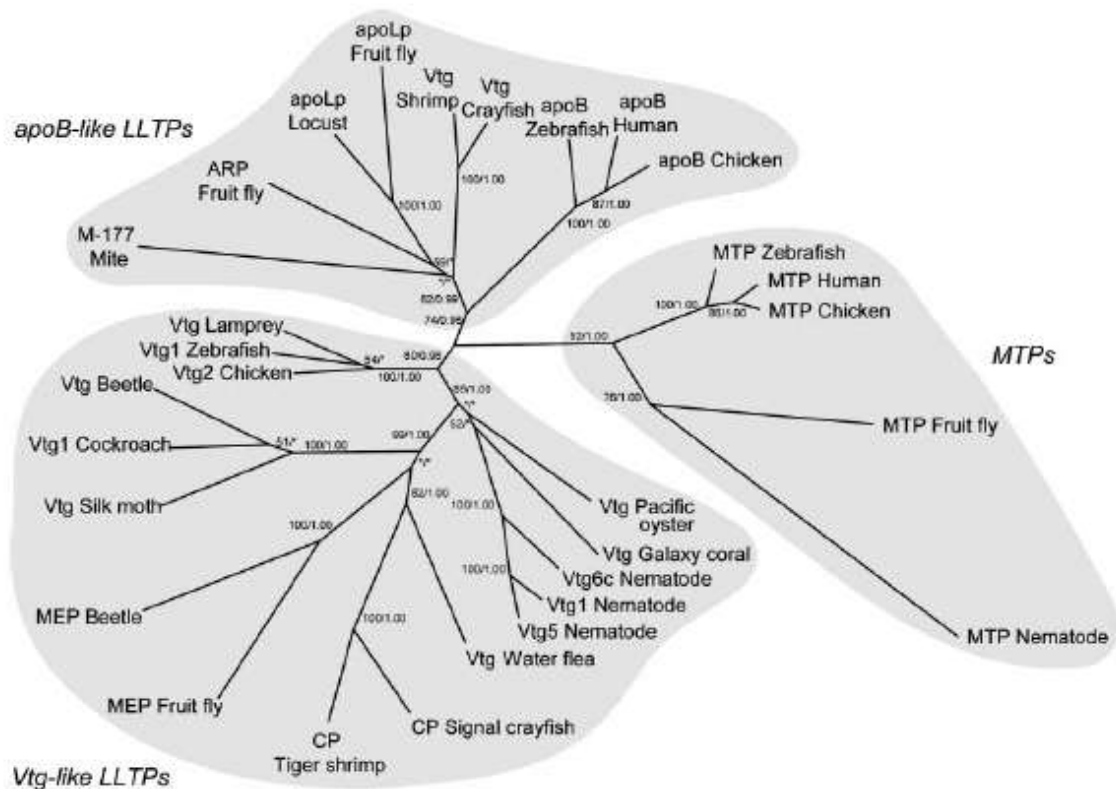 apoLp
Fruit fly
Vtg
Shrimp
Vtg
Crayfish
apoB
Zebrafish
apoB
Human
apoB Chicken
apoLp
Locust
apoB-like LLTPs
ARP
Fruit fly
M-177
Mite
100/1.00
100/1.00
87/1.00
100/1.00
59/*
*/*
82/0.99
74/0.95
MTP Zebrafish
MTP Human
MTP Chicken
100/1.00
MTPs
52/1.00
MTP Fruit fly
MTP Nematode
Vtg Lamprey
Vtg1 Zebrafish
Vtg2 Chicken
54/*
100/1.00
Vtg Beetle
Vtg1 Cockroach
Vtg Silk moth
51/*
100/1.00
99/1.00
*/*
52/*
*/*
100/1.00
100/1.00
Vtg Pacific
oyster
Vtg Galaxy coral
Vtg6c Nematode
Vtg1 Nematode
Vtg5 Nematode
Vtg Water flea
100/1.00
MEP Beetle
MEP Fruit fly
100/1.00
CP Signal crayfish
CP
Tiger shrimp
Vtg-like LLTPs